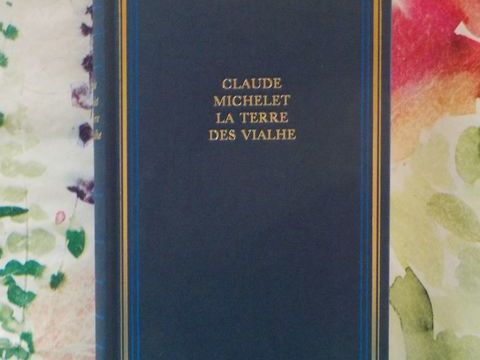 CLAUDE
MICHELET
LA TERRE
DES VIALHE